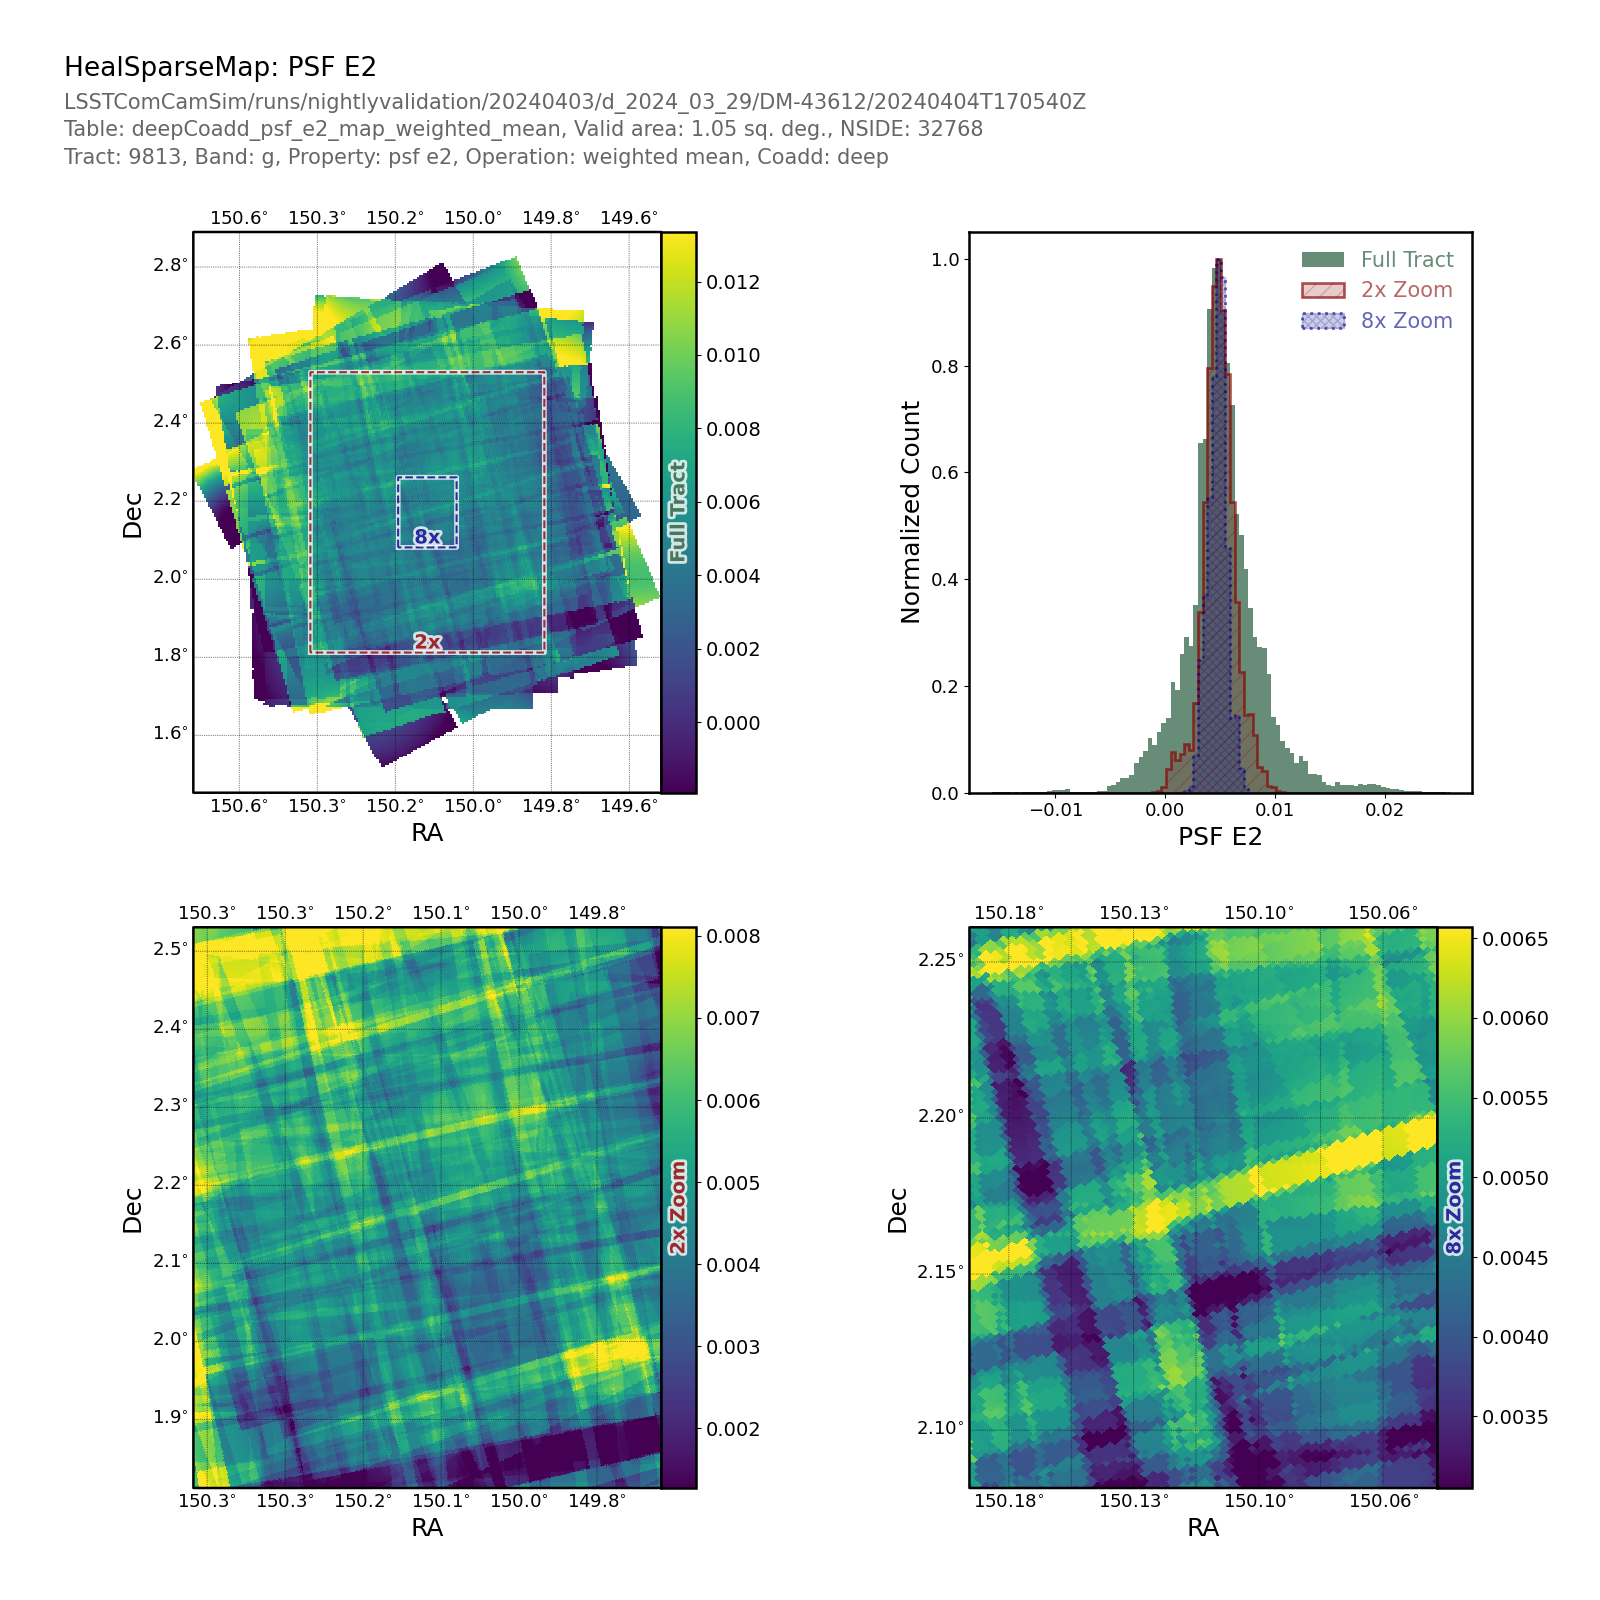 HealSparseMap: PSF E2
LSSTComCamSim/runs/nightlyvalidation/20240403/d_2024_03_29/DM-43612/20240404T170540Z
Table: deepCoadd_psf_e2_map_weighted_mean, Valid area: 1.05 sq. deg., NSIDE: 32768
Tract: 9813, Band: g, Property: psf e2, Operation: weighted mean, Coadd: deep
150.6° 150.3° 150.2° 150.0° 149.8° 149.6°
2.8°
2.6°
2.4°
2.2°
2.0°
1.8°
1.6°
Dec
8x
2x
150.6° 150.3° 150.2° 150.0° 149.8° 149.6°
RA
0.012
0.010
0.008
0.006
0.004
0.002
0.000
Full Tract
Full Tract
2x Zoom
8x Zoom
1.0
0.8
0.6
0.4
0.2
0.0
Normalized Count
−0.01 0.00 0.01 0.02
PSF E2
150.3° 150.3° 150.2° 150.1° 150.0° 149.8°
2.5°
2.4°
2.3°
2.2°
2.1°
2.0°
1.9°
Dec
150.3° 150.3° 150.2° 150.1° 150.0° 149.8°
RA
0.008
0.007
0.006
0.005
0.004
0.003
0.002
2x Zoom
150.18° 150.13° 150.10° 150.06°
2.25°
2.20°
2.15°
2.10°
Dec
150.18° 150.13° 150.10° 150.06°
RA
0.0065
0.0060
0.0055
0.0050
0.0045
0.0040
0.0035
8x Zoom